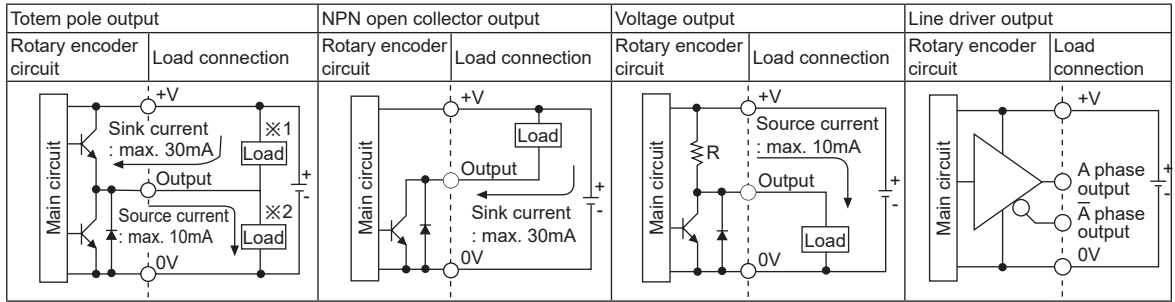 Totem pole output
NPN open collector output
Voltage output
Line driver output
Rotary encoder
circuit
Load connection
Rotary encoder
circuit
Load connection
Rotary encoder
circuit
Load connection
Rotary encoder
circuit
Load
connection
Main circuit
+V
Sink current
: max. 30mA
※1
Load
Output
Source current
: max. 10mA
※2
Load
0V
+
-
Main circuit
+V
Load
Output
Sink current
: max. 30mA
0V
+
-
Main circuit
+V
R
Source current
: max. 10mA
Output
Load
0V
+
-
Main circuit
+V
A phase
output
A̅ phase
output
0V
+
-